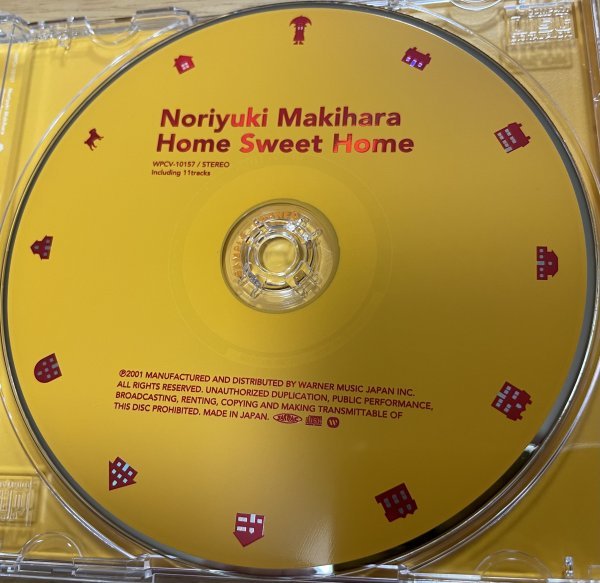 Noriyuki Makihara
Home Sweet Home
WPCV-10157 / STEREO
Including 11tracks
℗2001 MANUFACTURED AND DISTRIBUTED BY WARNER MUSIC JAPAN INC.
ALL RIGHTS RESERVED. UNAUTHORIZED DUPLICATION, PUBLIC PERFORMANCE,
BROADCASTING, RENTING, COPYING AND MAKING TRANSMITTABLE OF
THIS DISC PROHIBITED. MADE IN JAPAN.
Noriyuki Makihara